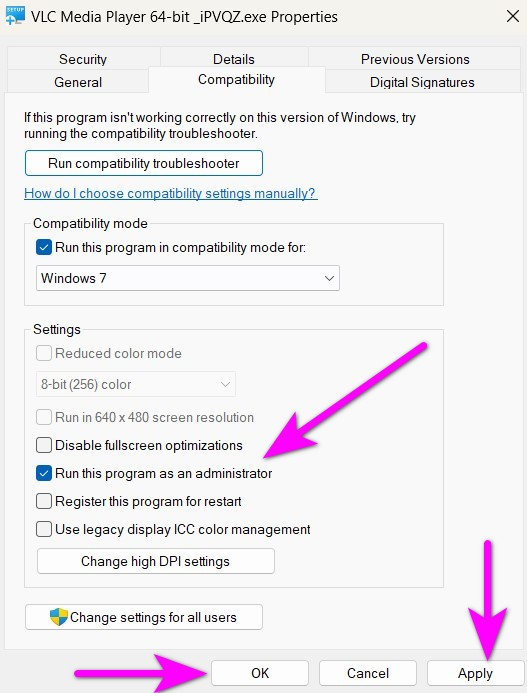 SETUP
VLC Media Player 64-bit _iPVQZ.exe Properties
Security Details Previous Versions
General Compatibility Digital Signatures
If this program isn't working correctly on this version of Windows, try
running the compatibility troubleshooter.
Run compatibility troubleshooter
How do I choose compatibility settings manually?
Compatibility mode
Run this program in compatibility mode for:
Windows 7
Settings
Reduced color mode
8-bit (256) color
Run in 640 x 480 screen resolution
Disable fullscreen optimizations
Run this program as an administrator
Register this program for restart
Use legacy display ICC color management
Change high DPI settings
Change settings for all users
OK Cancel Apply